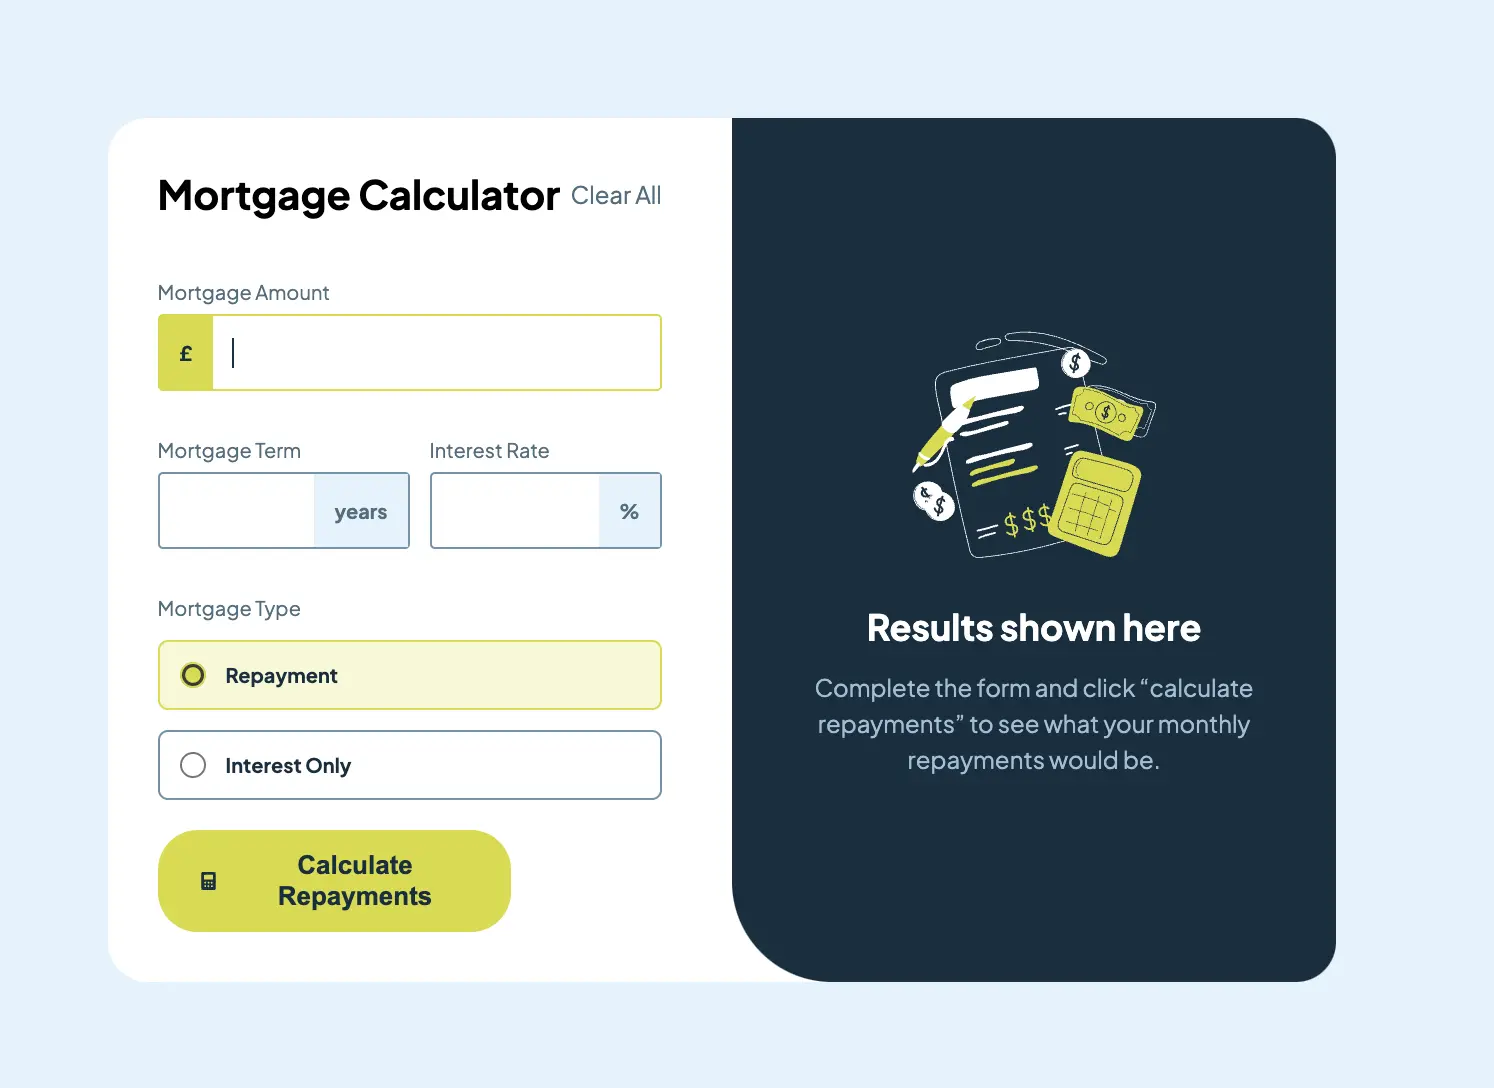 Mortgage Calculator Clear All
Mortgage Amount
£
Mortgage Term Interest Rate
years %
Mortgage Type
Repayment
Interest Only
Calculate
Repayments
$
$
$
$
$$$
Results shown here
Complete the form and click “calculate
repayments” to see what your monthly
repayments would be.